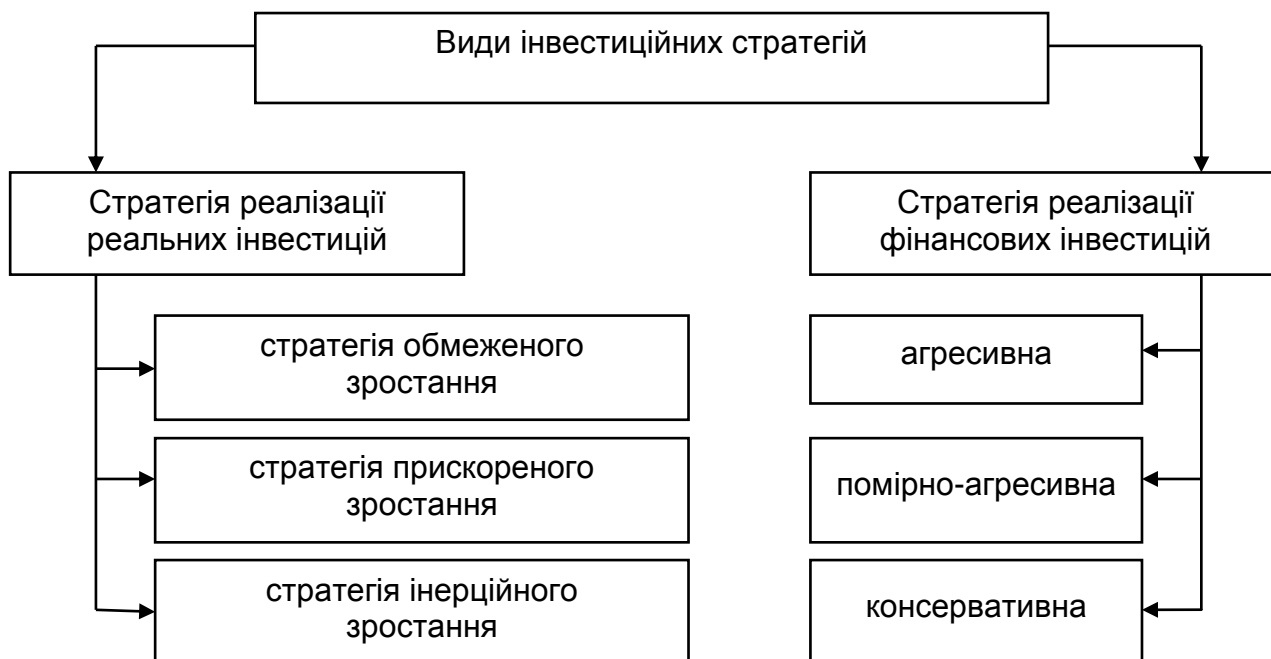 Види інвестиційних стратегій
Стратегія реалізації
реальних інвестицій
Стратегія реалізації
фінансових інвестицій
стратегія обмеженого
зростання
агресивна
стратегія прискореного
зростання
помірно-агресивна
стратегія інерційного
зростання
консервативна